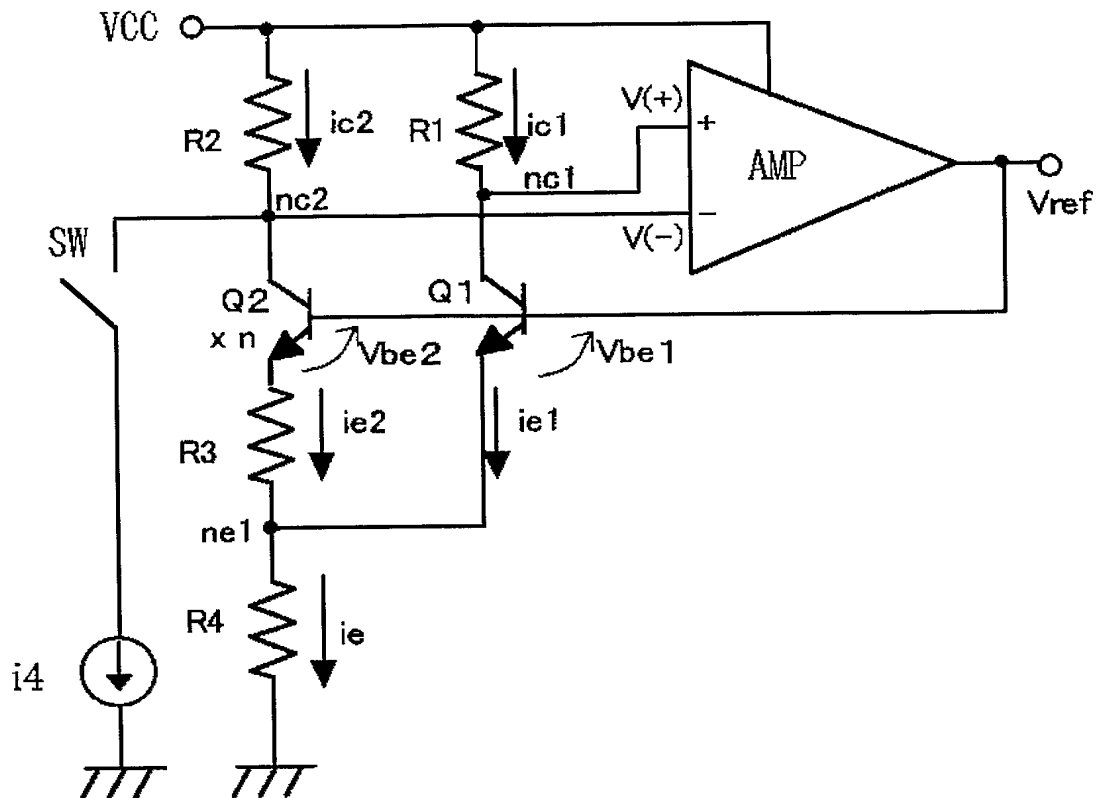 VCC
R2
ic2
R1
ic1
V(+)
+
AMP
nc1
nc2
Vref
−
V(−)
SW
Q2
Q1
x n
Vbe2
Vbe1
ie2
ie1
R3
ne1
R4
ie
i4